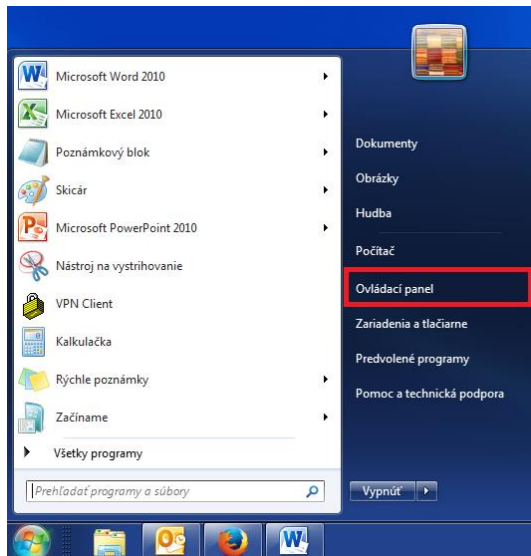 Microsoft Word 2010
Microsoft Excel 2010
Poznámkový blok
Skicár
Microsoft PowerPoint 2010
Nástroj na vystrihovanie
VPN Client
Kalkulačka
Rýchle poznámky
Začíname
Všetky programy
Prehľadať programy a súbory
Dokumenty
Obrázky
Hudba
Počítač
Ovládací panel
Zariadenia a tlačiarne
Predvolené programy
Pomoc a technická podpora
Vypnúť